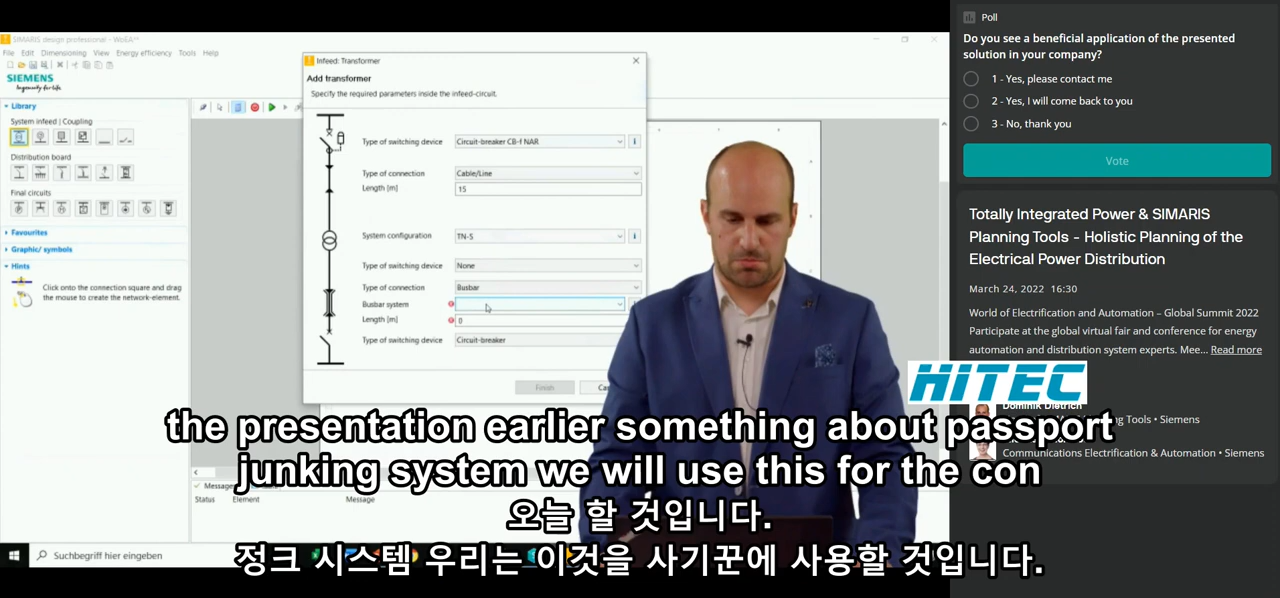 SIMARIS design professional - WoEA*
File Edit Dimensioning View Energy efficiency Tools Help
SIEMENS
Ingenuity for life
Library
System infeed | Coupling
Distribution board
Final circuits
Favourites
Graphic/ symbols
Hints
Click onto the connection square and drag
the mouse to create the network-element.
Infeed: Transformer
Add transformer
Specify the required parameters inside the infeed-circuit.
Type of switching device
Circuit-breaker CB-f NAR
Type of connection
Cable/Line
Length [m]
15
System configuration
TN-S
Type of switching device
None
Type of connection
Busbar
Busbar system
Length [m]
0
Type of switching device
Circuit-breaker
Finish
Status Element Message
Suchbegriff hier eingeben
the presentation earlier something about passport
junking system we will use this for the con
오늘 할 것입니다.
정크 시스템 우리는 이것을 사기꾼에 사용할 것입니다.
HITEC
Poll
Do you see a beneficial application of the presented
solution in your company?
1 - Yes, please contact me
2 - Yes, I will come back to you
3 - No, thank you
Vote
Totally Integrated Power & SIMARIS
Planning Tools - Holistic Planning of the
Electrical Power Distribution
March 24, 2022 16:30
World of Electrification and Automation – Global Summit 2022
Participate at the global virtual fair and conference for energy
automation and distribution system experts. Mee... Read more
Dominik Dietrich
Tools • Siemens
Communications Electrification & Automation • Siemens